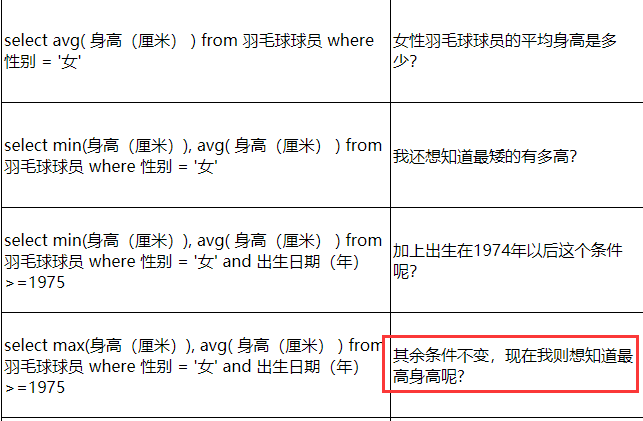 select avg( 身高（厘米） ) from 羽毛球球员 where
性别 = '女'
女性羽毛球球员的平均身高是多
少？
select min(身高（厘米）), avg( 身高（厘米） ) from
羽毛球球员 where 性别 = '女'
我还想知道最矮的有多高？
select min(身高（厘米）), avg( 身高（厘米） ) from
羽毛球球员 where 性别 = '女' and 出生日期（年）
>=1975
加上出生在1974年以后这个条件
呢？
select max(身高（厘米）), avg( 身高（厘米） ) from
羽毛球球员 where 性别 = '女' and 出生日期（年）
>=1975
其余条件不变，现在我则想知道最
高身高呢？